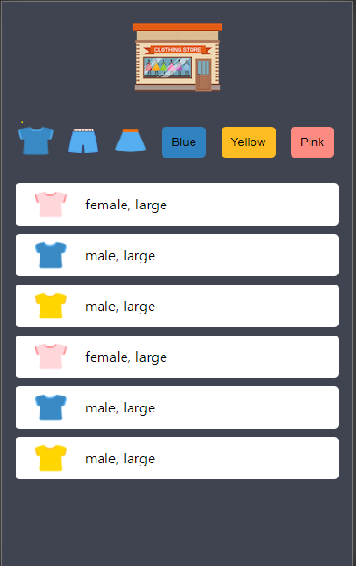 CLOTHING STORE
Blue
Yellow
Pink
female, large
male, large
male, large
female, large
male, large
male, large